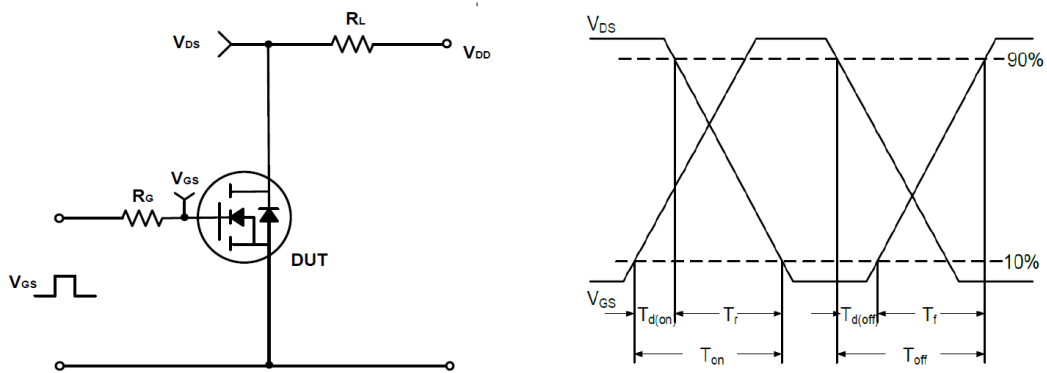 RL
VDS
VDD
VGS
RG
DUT
VGS
VDS
90%
10%
VGS
Td(on)
Tr
Td(off)
Tf
Ton
Toff